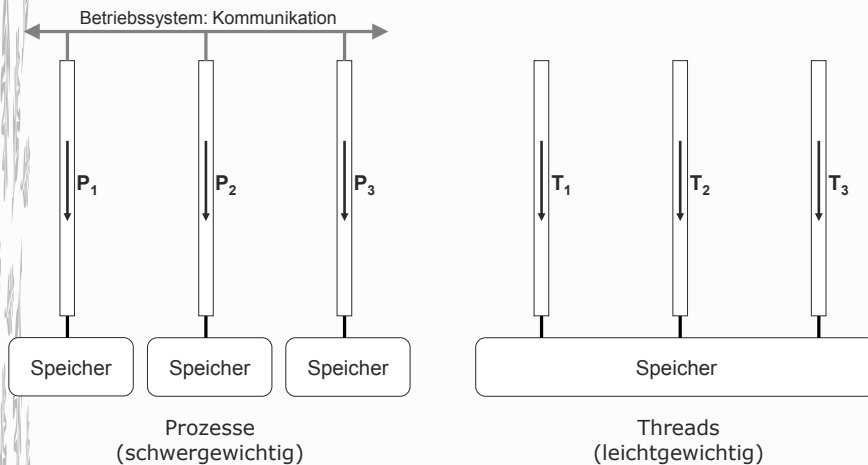 Betriebssystem: Kommunikation
P1 P2 P3 T1 T2 T3
Speicher Speicher Speicher Speicher
Prozesse
(schwergewichtig)
Threads
(leichtgewichtig)